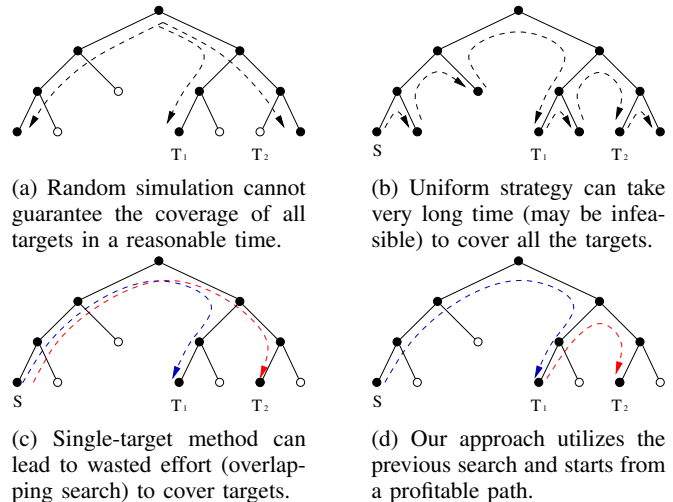 T1 T2
(a) Random simulation cannot
guarantee the coverage of all
targets in a reasonable time.
S T1 T2
(b) Uniform strategy can take
very long time (may be infea-
sible) to cover all the targets.
S T1 T2
(c) Single-target method can
lead to wasted effort (overlap-
ping search) to cover targets.
S T1 T2
(d) Our approach utilizes the
previous search and starts from
a profitable path.